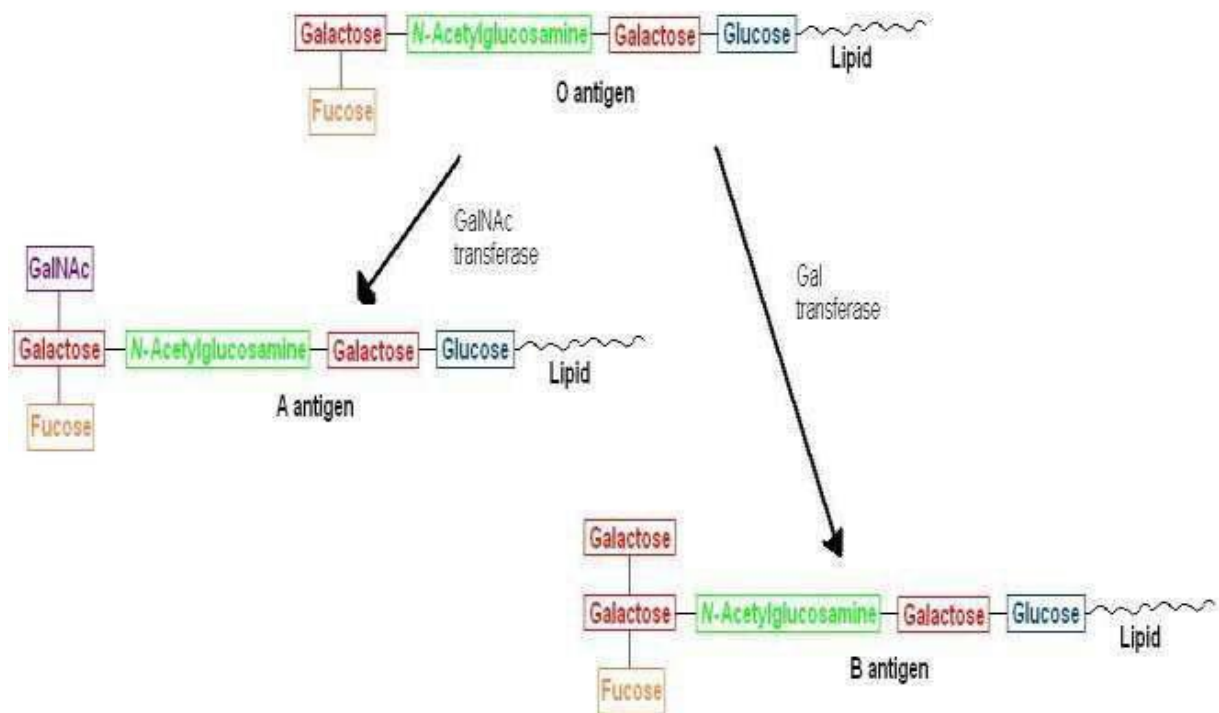 Galactose N-Acetylglucosamine Galactose Glucose
Lipid
Fucose
O antigen
GalNAc
transferase
Gal
transferase
GalNAc
Galactose N-Acetylglucosamine Galactose Glucose
Lipid
A antigen
Fucose
Galactose
Galactose N-Acetylglucosamine Galactose Glucose
Lipid
B antigen
Fucose